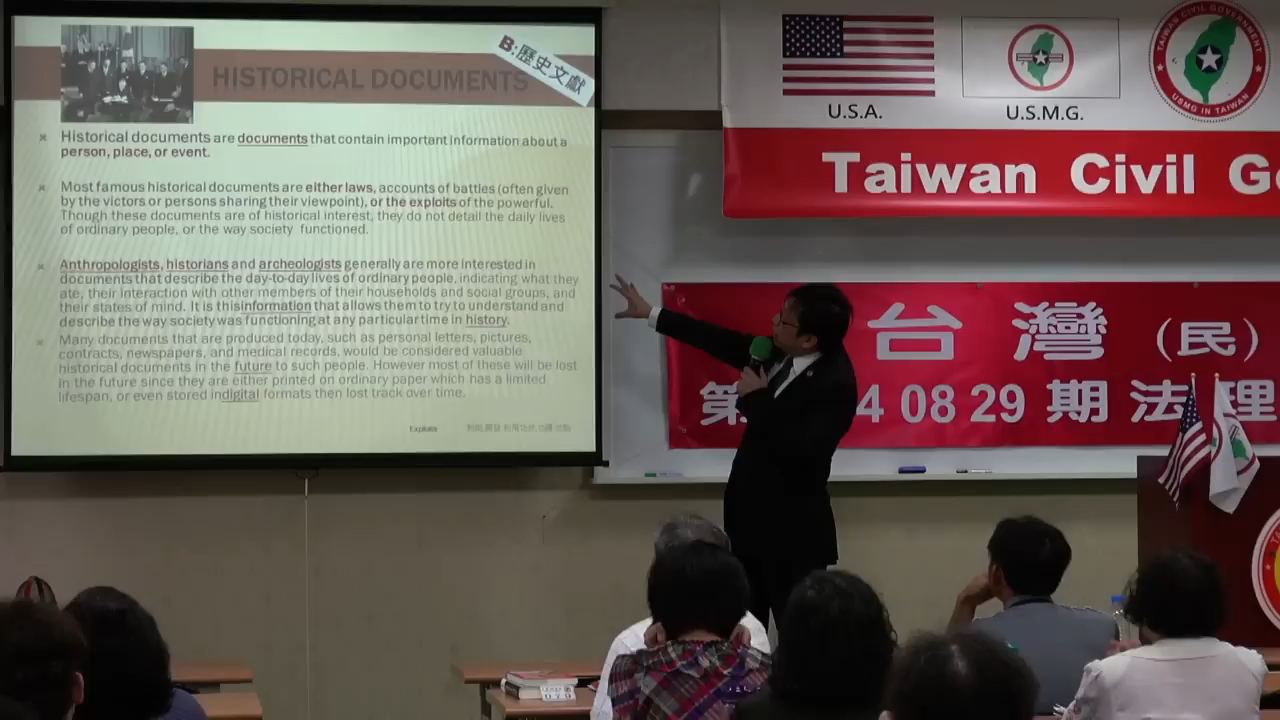 HISTORICAL DOCUMENTS
B:歷史文獻
Historical documents are documents that contain important information about a
person, place, or event.
Most famous historical documents are either laws, accounts of battles (often given
by the victors or persons sharing their viewpoint), or the exploits of the powerful.
Though these documents are of historical interest, they do not detail the daily lives
of ordinary people, or the way society functioned.
Anthropologists, historians and archeologists generally are more interested in
documents that describe the day-to-day lives of ordinary people, indicating what they
ate, their interaction with other members of their households and social groups, and
their states of mind. It is thisinformation that allows them to try to understand and
describe the way society was functioning at any particular time in history.
Many documents that are produced today, such as personal letters, pictures,
contracts, newspapers, and medical records, would be considered valuable
historical documents in the future to such people. However most of these will be lost
in the future since they are either printed on ordinary paper which has a limited
lifespan, or even stored indigital formats then lost track over time.
Exploits
U.S.A.
U.S.M.G.
TAIWAN CIVIL GOVERNMENT
USMG IN TAIWAN
Taiwan Civil G
台灣(民)
第 4 08 29 期 法 理